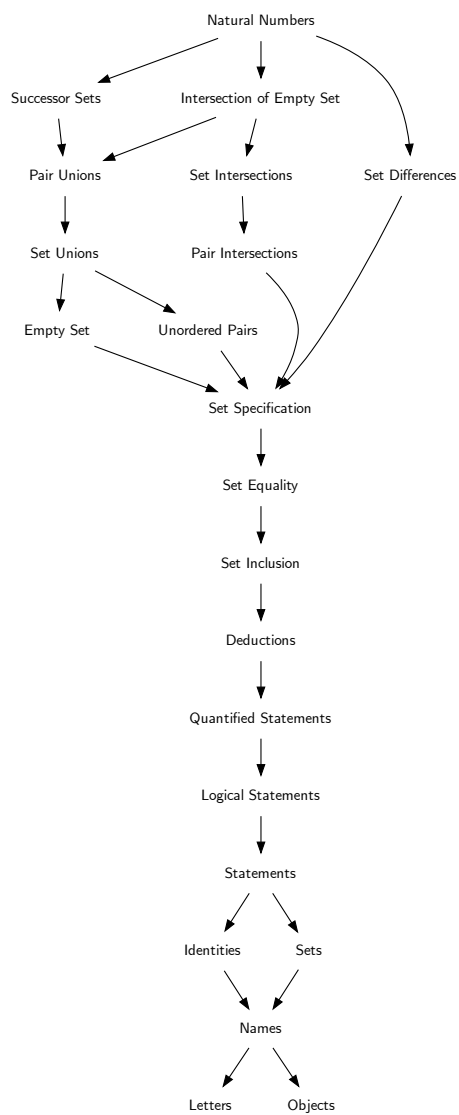 Natural Numbers
Successor Sets
Intersection of Empty Set
Pair Unions
Set Intersections
Set Differences
Set Unions
Pair Intersections
Empty Set
Unordered Pairs
Set Specification
Set Equality
Set Inclusion
Deductions
Quantified Statements
Logical Statements
Statements
Identities
Sets
Names
Letters
Objects